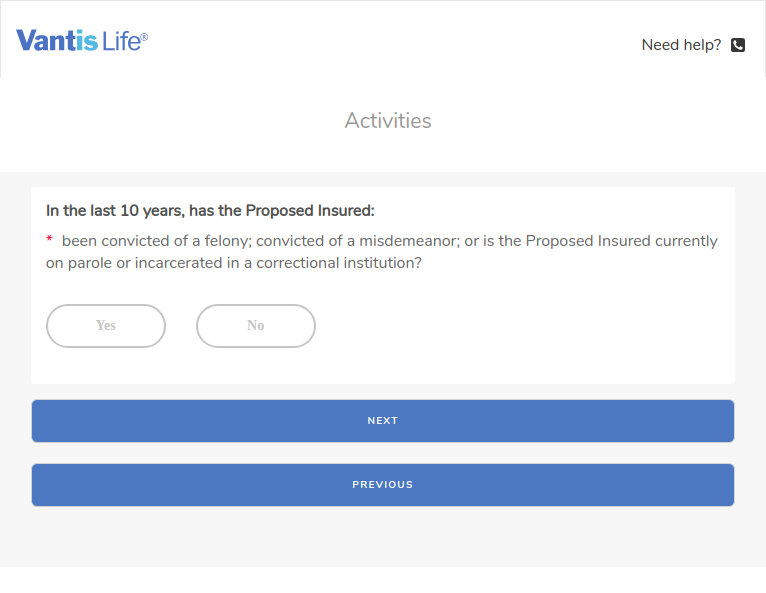 Vantis Life®
Need help?
Activities
In the last 10 years, has the Proposed Insured:
* been convicted of a felony; convicted of a misdemeanor; or is the Proposed Insured currently
on parole or incarcerated in a correctional institution?
Yes No
NEXT
PREVIOUS